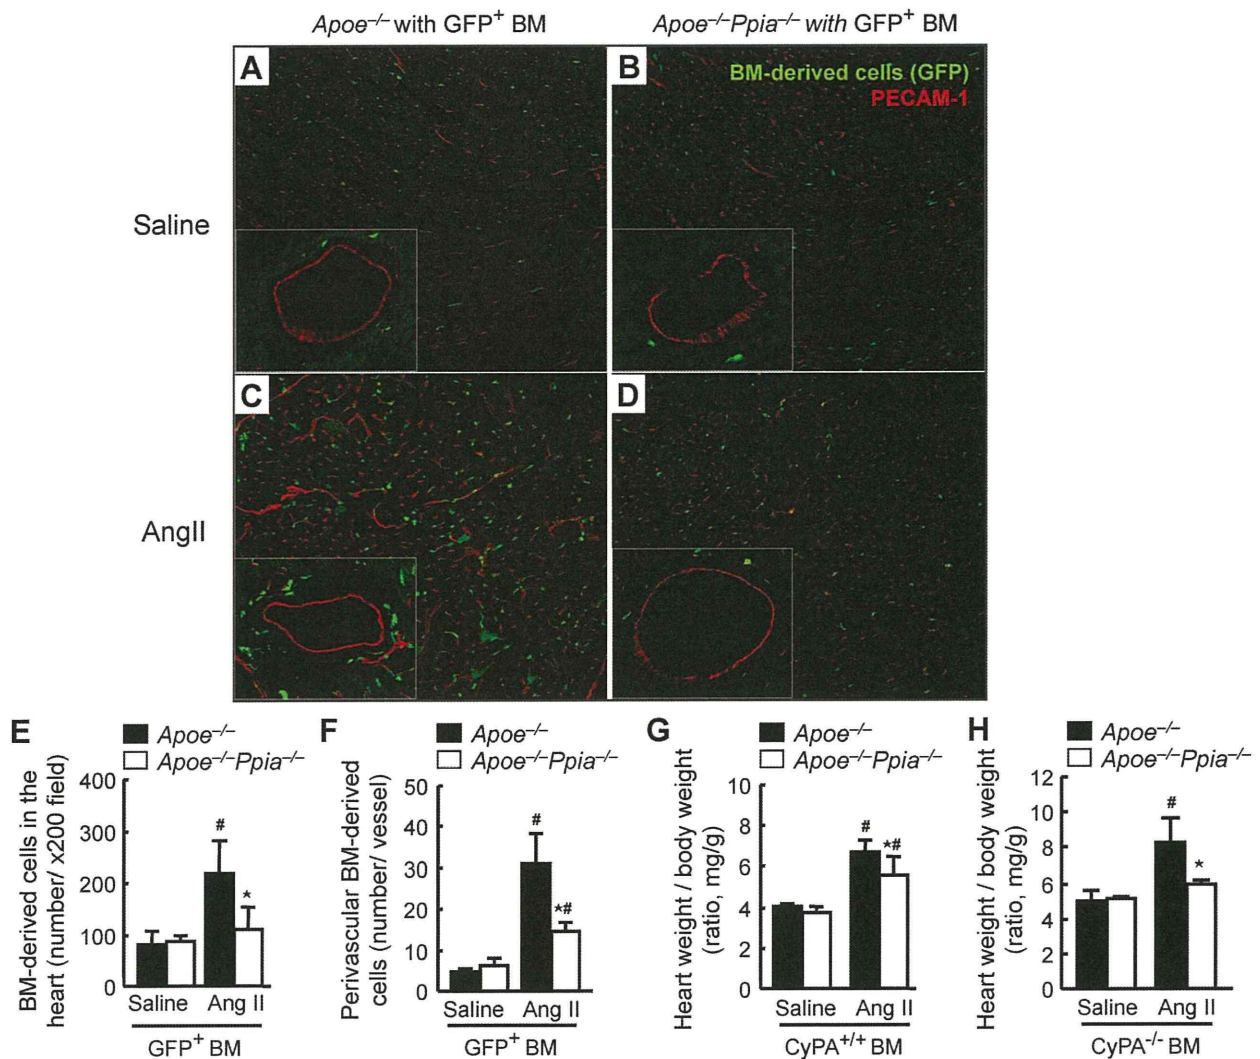 Apoe–/– with GFP+ BM
Apoe–/–Ppia–/– with GFP+ BM
A
B
BM-derived cells (GFP)
PECAM-1
Saline
C
D
AngII
E
Apoe–/–
Apoe–/–Ppia–/–
BM-derived cells in the
heart (number/ x200 field)
400
300
200
100
0
#
*
Saline
Ang II
GFP+ BM
F
Apoe–/–
Apoe–/–Ppia–/–
Perivascular BM-derived
cells (number/ vessel)
50
40
30
20
10
0
#
*#
Saline
Ang II
GFP+ BM
G
Apoe–/–
Apoe–/–Ppia–/–
Heart weight / body weight
(ratio, mg/g)
10
8
6
4
2
0
#
*#
Saline
Ang II
CyPA+/+ BM
H
Apoe–/–
Apoe–/–Ppia–/–
Heart weight / body weight
(ratio, mg/g)
12
10
8
6
4
2
0
#
*
Saline
Ang II
CyPA-/- BM